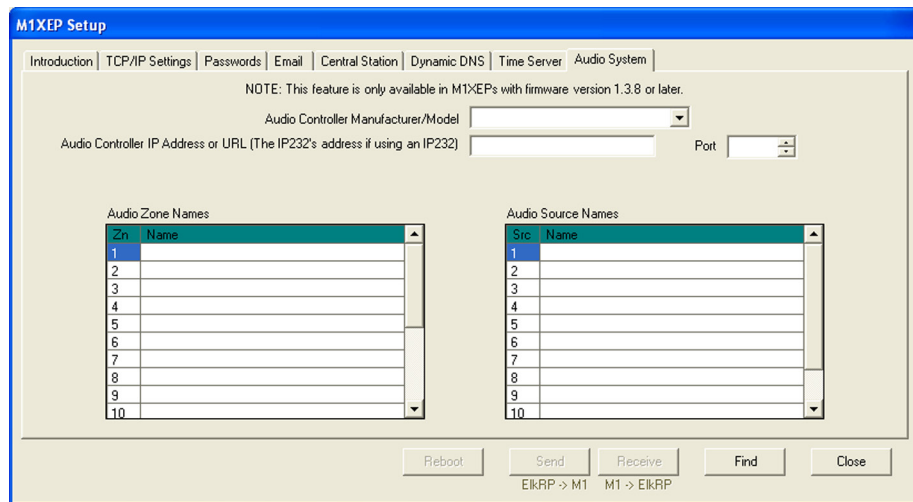 M1XEP Setup
Introduction TCP/IP Settings Passwords Email Central Station Dynamic DNS Time Server Audio System
NOTE: This feature is only available in M1XEPs with firmware version 1.3.8 or later.
Audio Controller Manufacturer/Model
Audio Controller IP Address or URL (The IP232's address if using an IP232) Port
Audio Zone Names
Zn Name
1
2
3
4
5
6
7
8
9
10
Audio Source Names
Src Name
1
2
3
4
5
6
7
8
9
10
Reboot Send Receive Find Close
ElkRP -> M1 M1 -> ElkRP